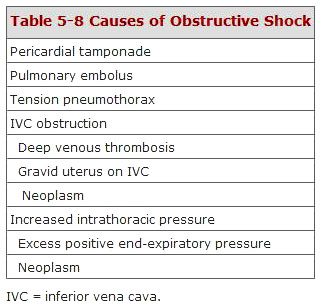 Table 5-8 Causes of Obstructive Shock
Pericardial tamponade
Pulmonary embolus
Tension pneumothorax
IVC obstruction
Deep venous thrombosis
Gravid uterus on IVC
Neoplasm
Increased intrathoracic pressure
Excess positive end-expiratory pressure
Neoplasm
IVC = inferior vena cava.